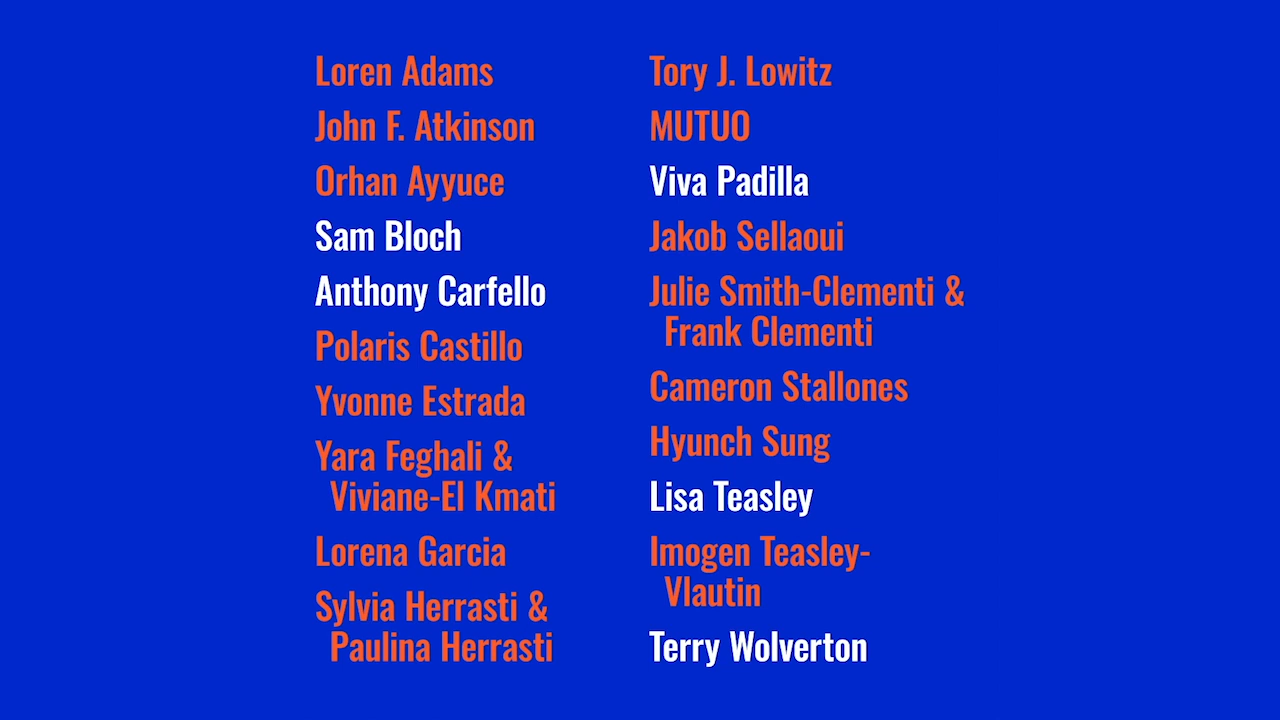 Loren Adams
John F. Atkinson
Orhan Ayyuce
Sam Bloch
Anthony Carfello
Polaris Castillo
Yvonne Estrada
Yara Feghali &
Viviane-El Kmati
Lorena Garcia
Sylvia Herrasti &
Paulina Herrasti
Tory J. Lowitz
MUTUO
Viva Padilla
Jakob Sellaoui
Julie Smith-Clementi &
Frank Clementi
Cameron Stallones
Hyunch Sung
Lisa Teasley
Imogen Teasley-
Vlautin
Terry Wolverton